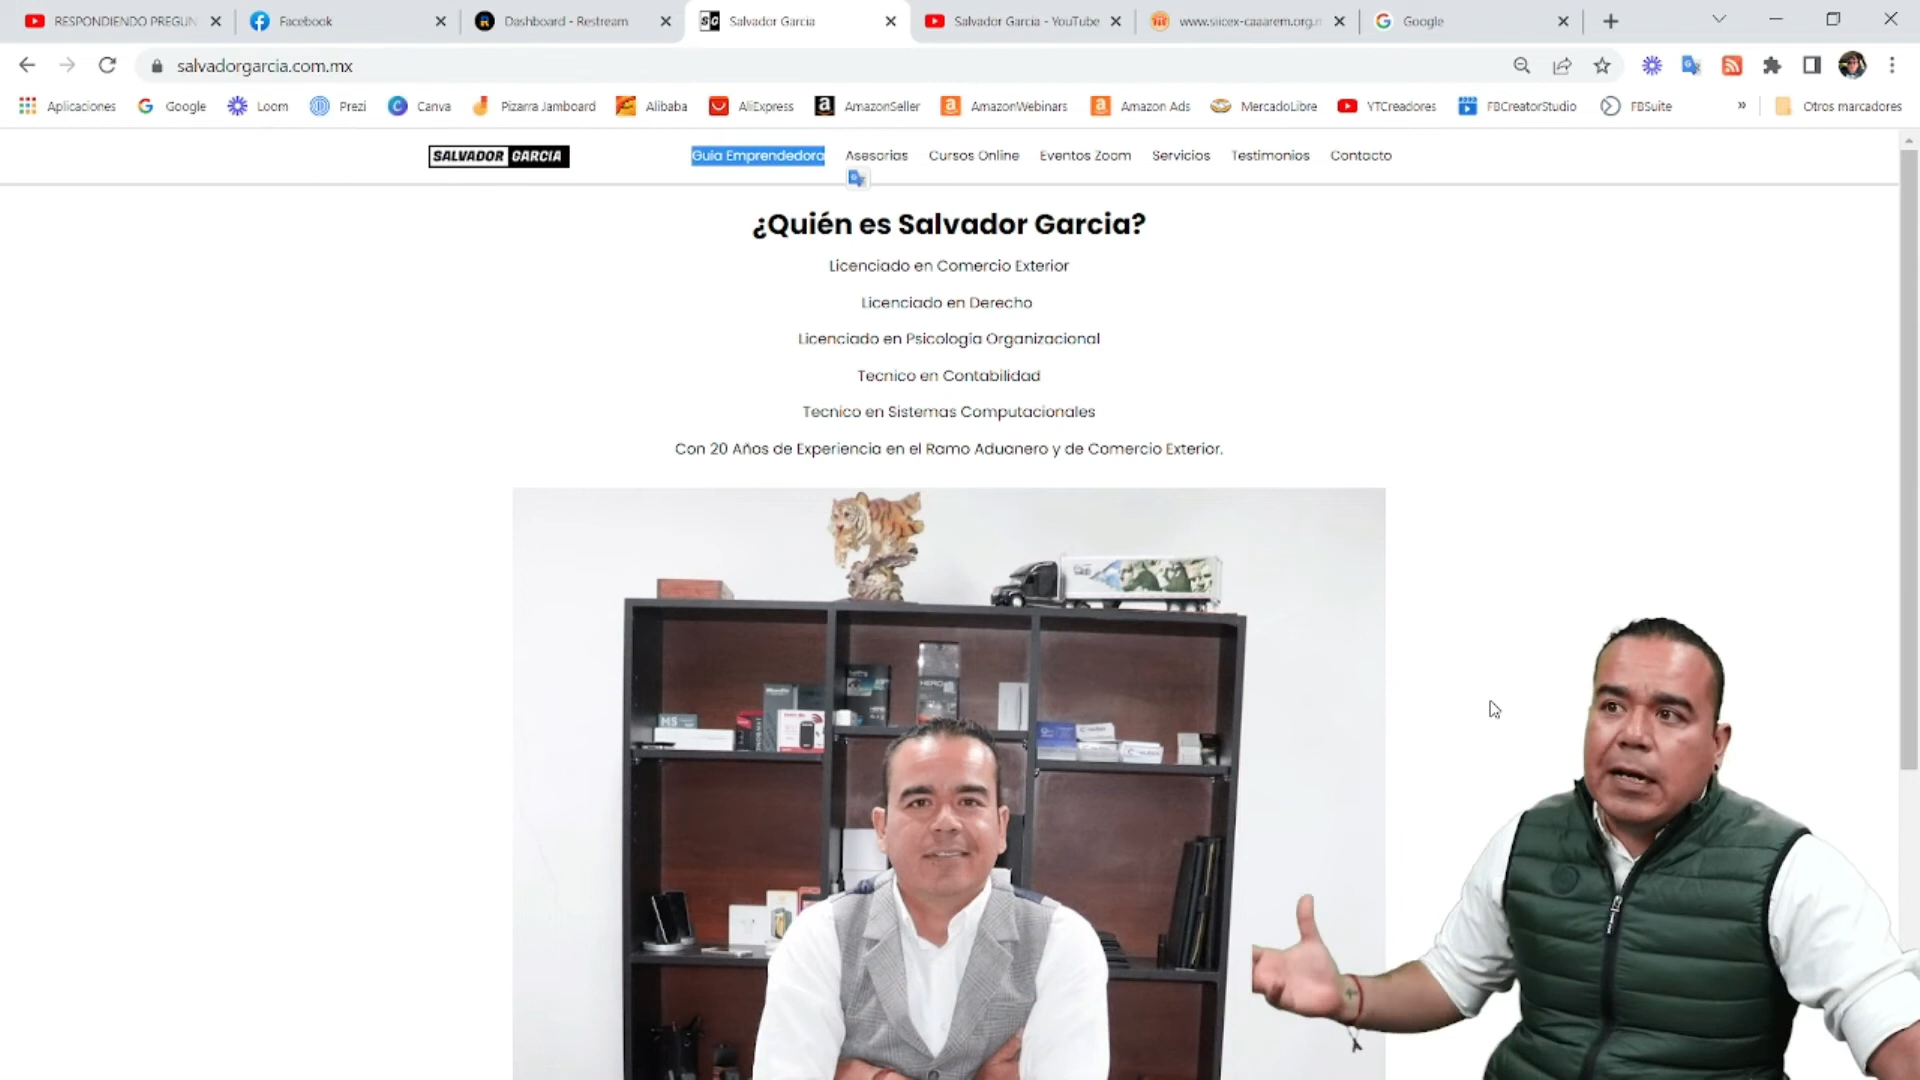 RESPONDIENDO PREGUN
Facebook
Dashboard - Restream
Salvador Garcia
Salvador Garcia - YouTube
www.siicex-caaarem.org.m
Google
salvadorgarcia.com.mx
Aplicaciones
Google
Loom
Prezi
Canva
Pizarra Jamboard
Alibaba
AliExpress
AmazonSeller
AmazonWebinars
Amazon Ads
MercadoLibre
YTCreadores
FBCreatorStudio
FBSuite
»
Otros marcadores
SALVADOR GARCIA
Guia Emprendedora
Asesorias
Cursos Online
Eventos Zoom
Servicios
Testimonios
Contacto
¿Quién es Salvador Garcia?
Licenciado en Comercio Exterior
Licenciado en Derecho
Licenciado en Psicología Organizacional
Tecnico en Contabilidad
Tecnico en Sistemas Computacionales
Con 20 Años de Experiencia en el Ramo Aduanero y de Comercio Exterior.
HERO
M5